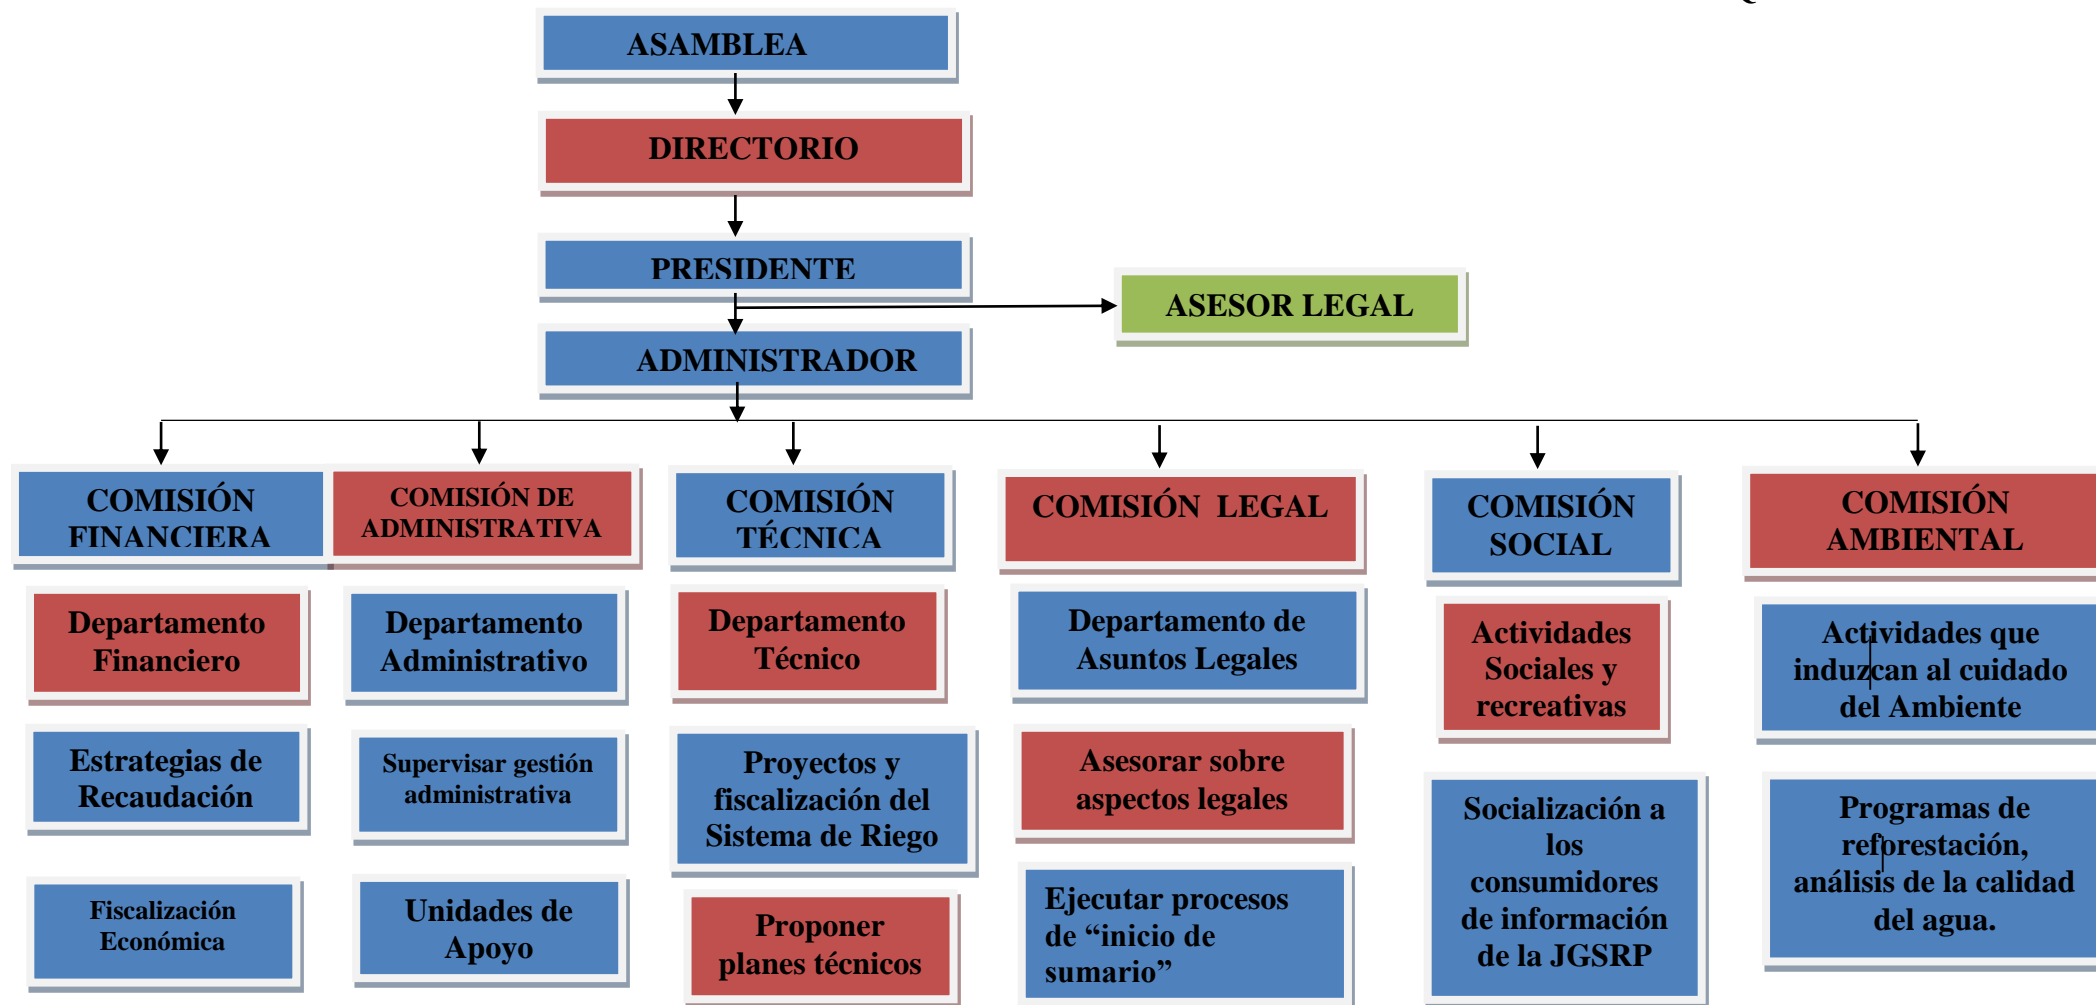 ASAMBLEA
DIRECTORIO
PRESIDENTE
ASESOR LEGAL
ADMINISTRADOR
COMISIÓN
FINANCIERA
COMISIÓN DE
ADMINISTRATIVA
COMISIÓN
TÉCNICA
COMISIÓN LEGAL
COMISIÓN
SOCIAL
COMISIÓN
AMBIENTAL
Departamento
Financiero
Departamento
Administrativo
Departamento
Técnico
Departamento de
Asuntos Legales
Actividades
Sociales y
recreativas
Actividades que
induzcan al cuidado
del Ambiente
Estrategias de
Recaudación
Supervisar gestión
administrativa
Proyectos y
fiscalización del
Sistema de Riego
Asesorar sobre
aspectos legales
Socialización a
los
consumidores
de información
de la JGSRP
Programas de
reforestación,
análisis de la calidad
del agua.
Fiscalización
Económica
Unidades de
Apoyo
Proponer
planes técnicos
Ejecutar procesos
de “inicio de
sumario”